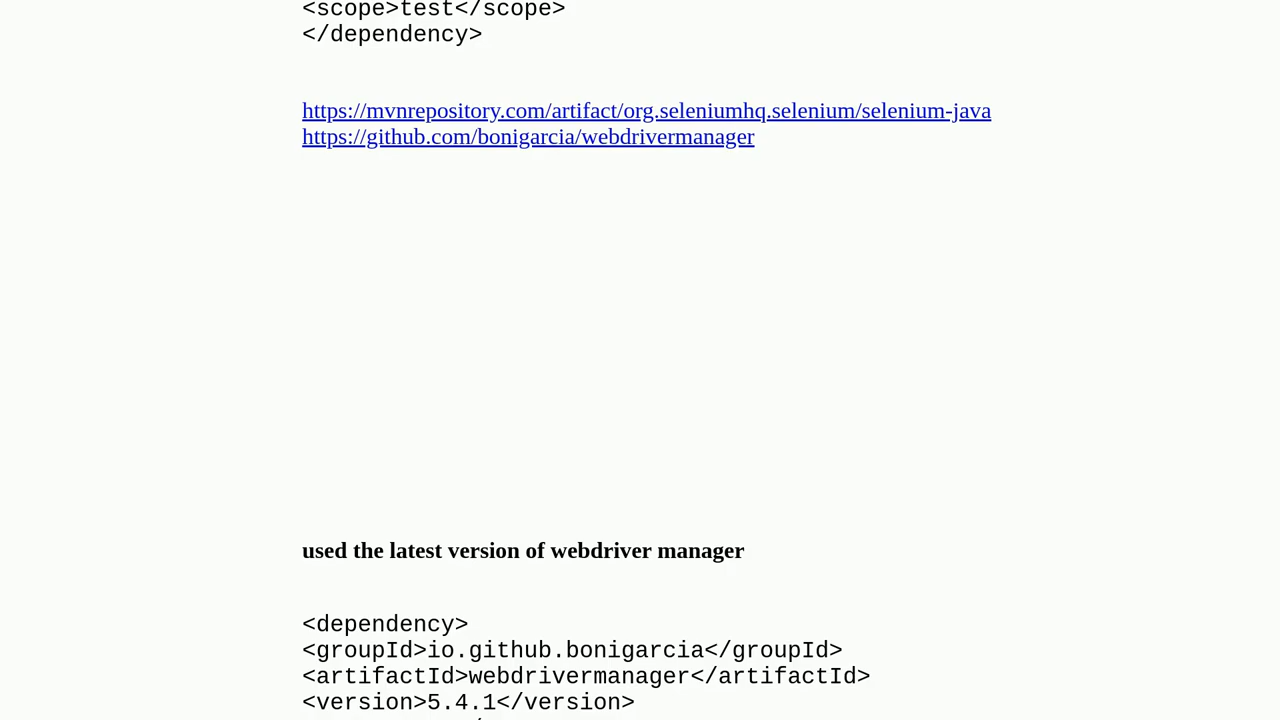 <scope>test</scope>
</dependency>
https://mvnrepository.com/artifact/org.seleniumhq.selenium/selenium-java
https://github.com/bonigarcia/webdrivermanager
used the latest version of webdriver manager
<dependency>
<groupId>io.github.bonigarcia</groupId>
<artifactId>webdrivermanager</artifactId>
<version>5.4.1</version>